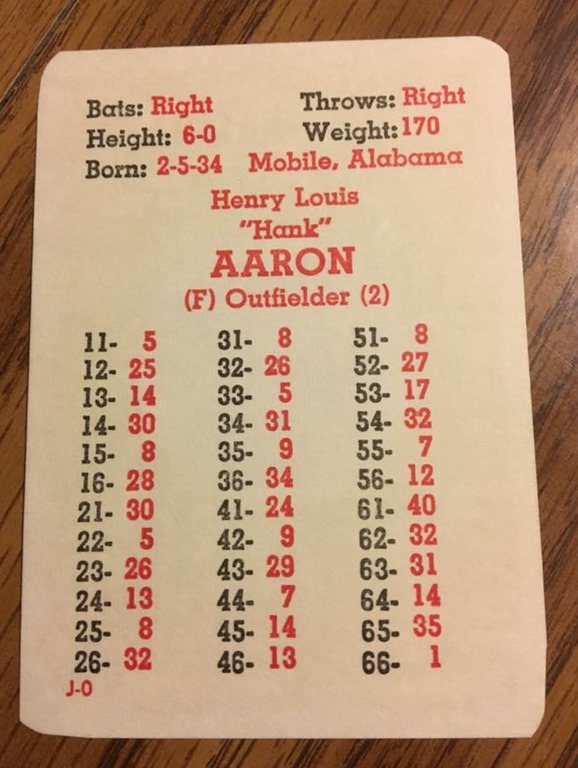 Bats: Right Throws: Right
Height: 6-0 Weight: 170
Born: 2-5-34 Mobile, Alabama
Henry Louis
"Hank"
AARON
(F) Outfielder (2)
11- 5 31- 8 51- 8
12- 25 32- 26 52- 27
13- 14 33- 5 53- 17
14- 30 34- 31 54- 32
15- 8 35- 9 55- 7
16- 28 36- 34 56- 12
21- 30 41- 24 61- 40
22- 5 42- 9 62- 32
23- 26 43- 29 63- 31
24- 13 44- 7 64- 14
25- 8 45- 14 65- 35
26- 32 46- 13 66- 1
J-O